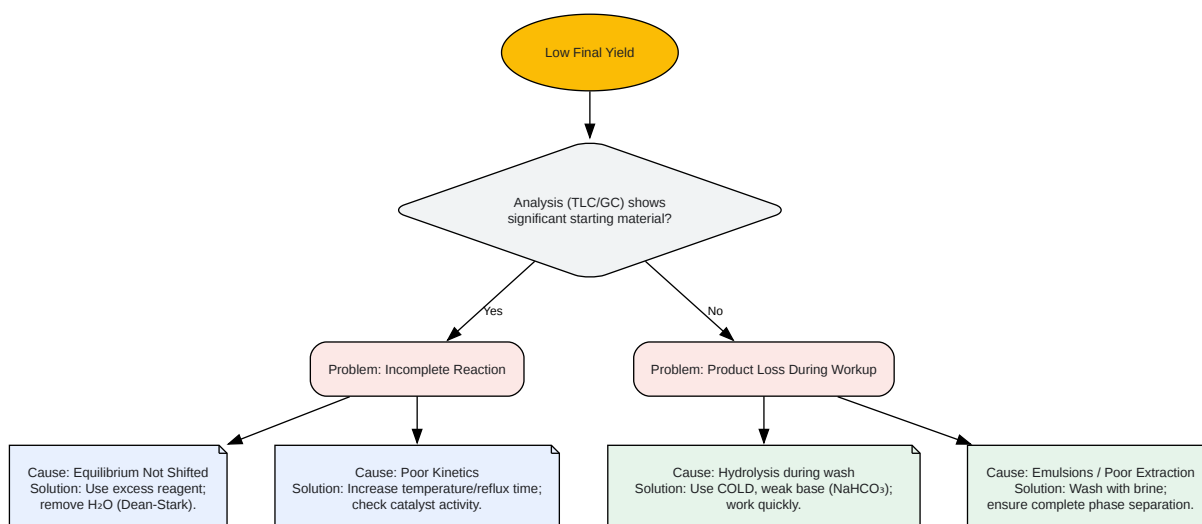 Low Final Yield
Analysis (TLC/GC) shows
significant starting material?
Yes
No
Problem: Incomplete Reaction
Problem: Product Loss During Workup
Cause: Equilibrium Not Shifted
Solution: Use excess reagent;
remove H₂O (Dean-Stark).
Cause: Poor Kinetics
Solution: Increase temperature/reflux time;
check catalyst activity.
Cause: Hydrolysis during wash
Solution: Use COLD, weak base (NaHCO₃);
work quickly.
Cause: Emulsions / Poor Extraction
Solution: Wash with brine;
ensure complete phase separation.